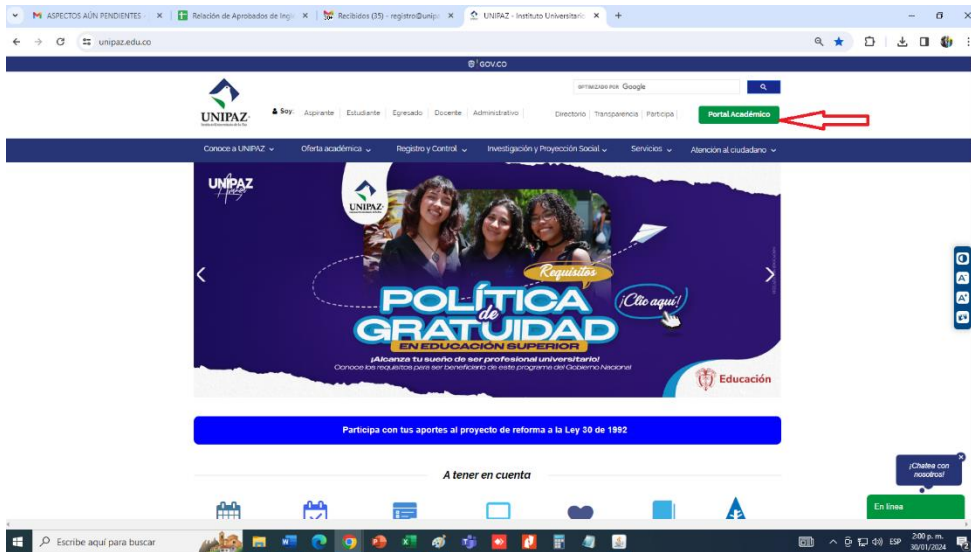 ASPECTOS AÚN PENDIENTES -
Relación de Aprobados de Ingle
Recibidos (35) - registro@unipa
UNIPAZ - Instituto Universitario
unipaz.edu.co
GOV.CO
OPTIMIZADO POR Google
UNIPAZ
Soy: Aspirante Estudiante Egresado Docente Administrativo Directorio Transparencia Participa Portal Académico
Conoce a UNIPAZ Oferta académica Registro y Control Investigación y Proyección Social Servicios Atención al ciudadano
UNIPAZ
UNIPAZ
Requisitos
POLÍTICA
de
GRATUIDAD
¡Clic aquí!
EN EDUCACIÓN SUPERIOR
¡Alcanza tu sueño de ser profesional universitario!
Conoce los requisitos para ser beneficiario de este programa del Gobierno Nacional
Educación
Participa con tus aportes al proyecto de reforma a la Ley 30 de 1992
A tener en cuenta
¡Chatea con
nosotros!
En línea
Escribe aquí para buscar
ESP
2:00 p. m.
30/01/2024